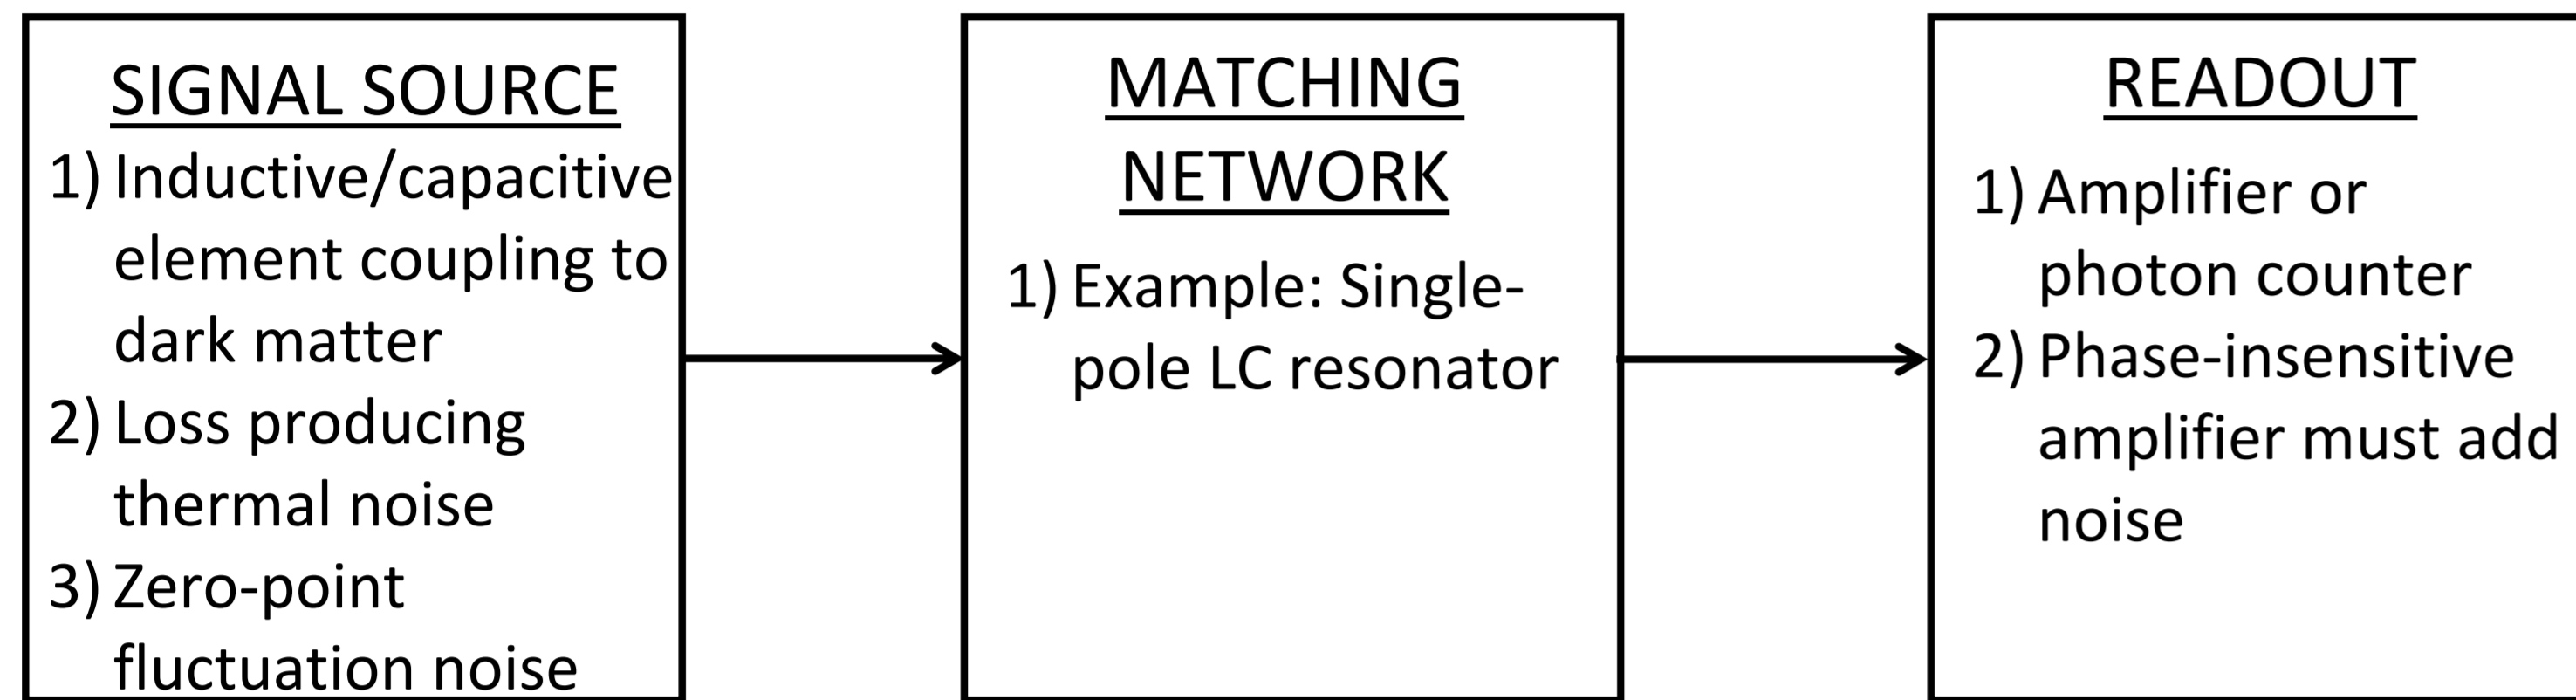 SIGNAL SOURCE
1) Inductive/capacitive
element coupling to
dark matter
2) Loss producing
thermal noise
3) Zero-point
fluctuation noise
MATCHING
NETWORK
1) Example: Single-
pole LC resonator
READOUT
1) Amplifier or
photon counter
2) Phase-insensitive
amplifier must add
noise